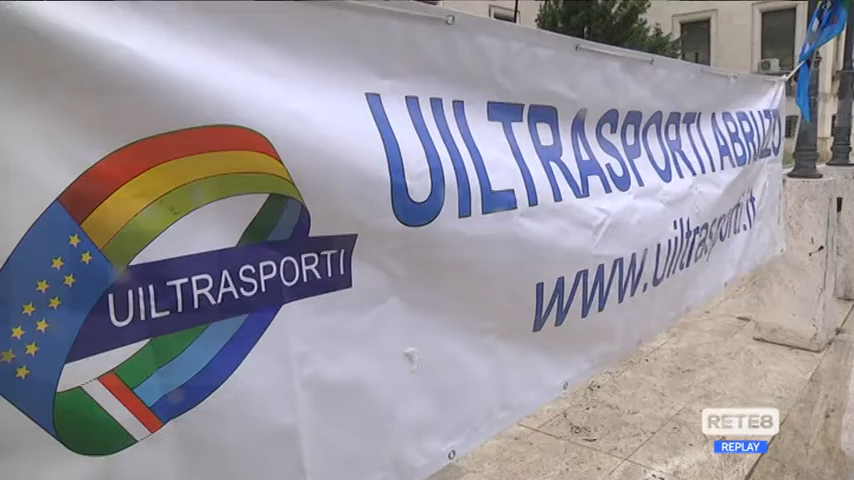 UILTRASPORTI ABRUZZO
www.uiltrasporti.it
UILTRASPORTI
RETE8
REPLAY